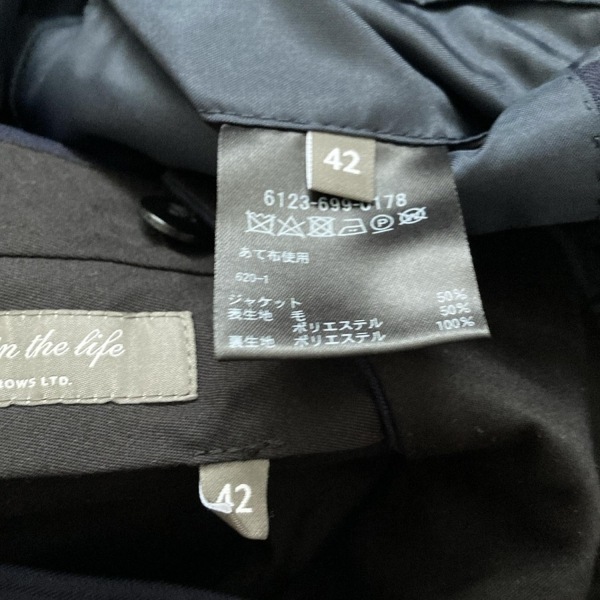 42
6123-699-0178
あて布使用
620-1
ジャケット
表生地 毛 50%
ポリエステル 50%
裏生地 ポリエステル 100%
in the life
ROWS LTD.
42